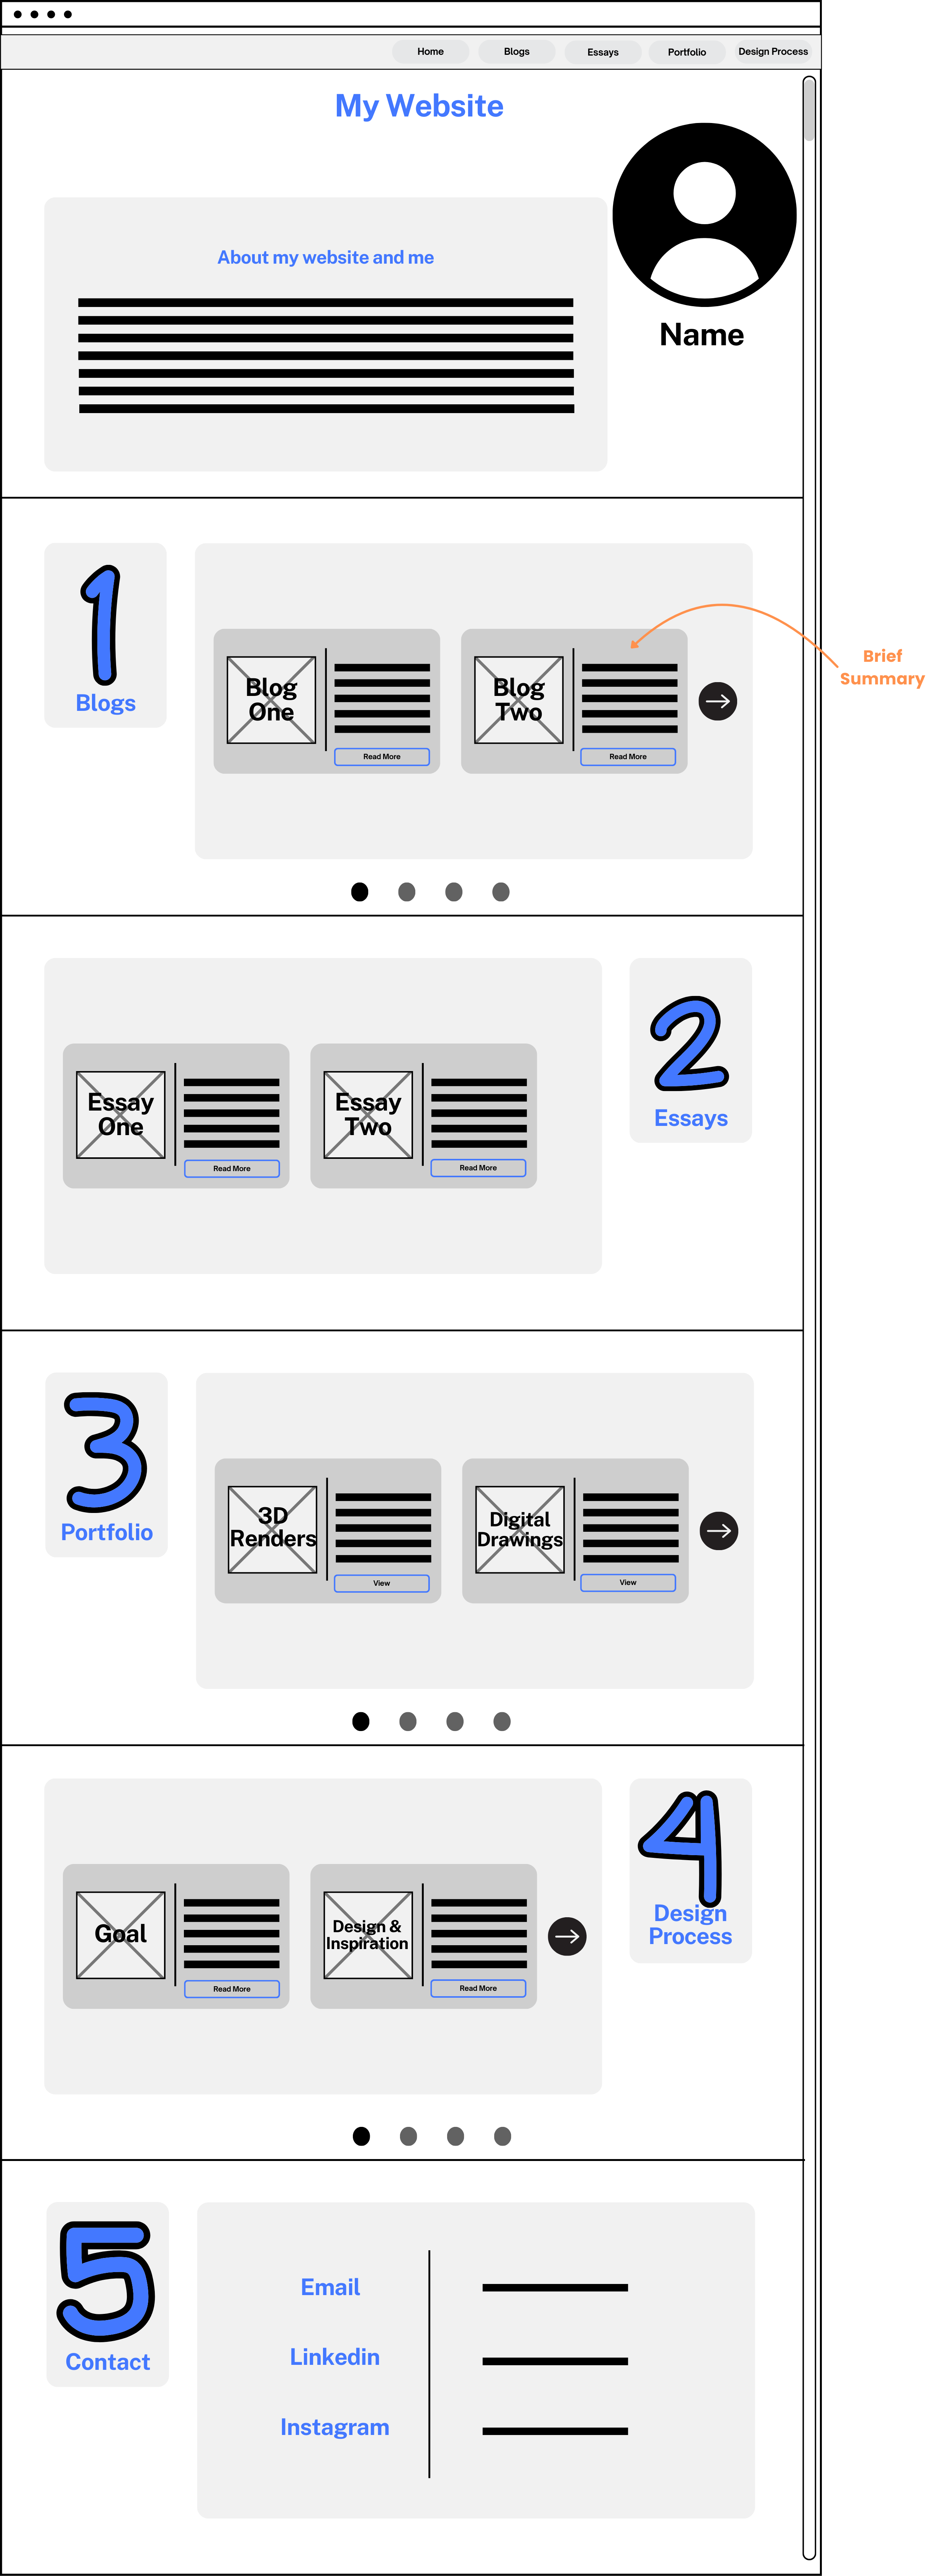 Home Blogs Essays Portfolio Design Process
My Website
About my website and me
Name
1
Blogs
Blog
One
Read More
Blog
Two
Read More
Brief
Summary
Essay
One
Read More
Essay
Two
Read More
2
Essays
3
Portfolio
3D
Renders
View
Digital
Drawings
View
Goal
Read More
Design &
Inspiration
Read More
4
Design
Process
5
Contact
Email
Linkedin
Instagram